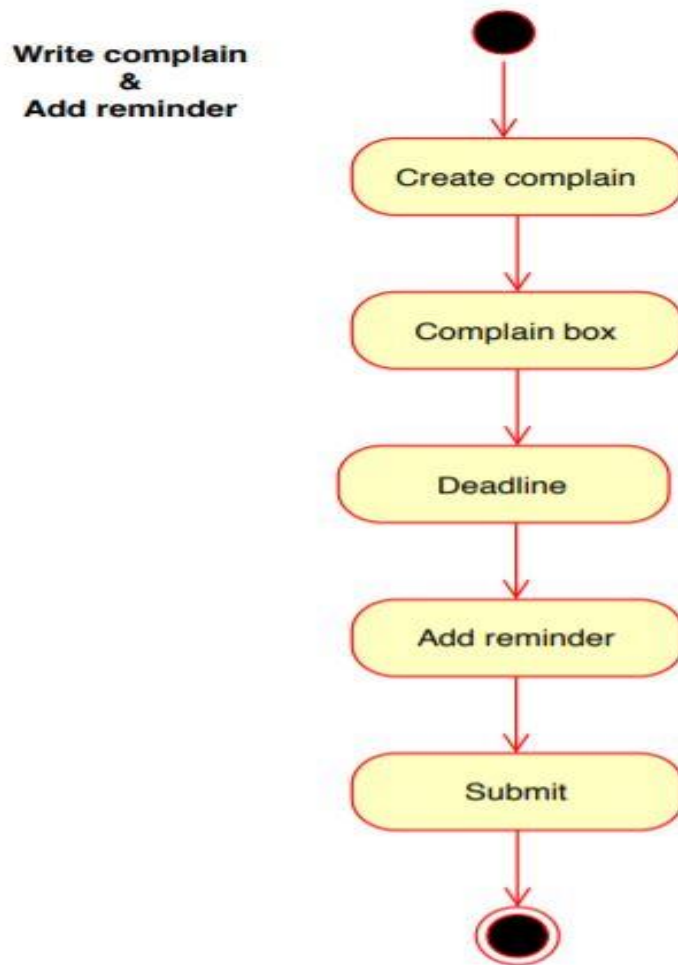 Write complain
&
Add reminder
Create complain
Complain box
Deadline
Add reminder
Submit